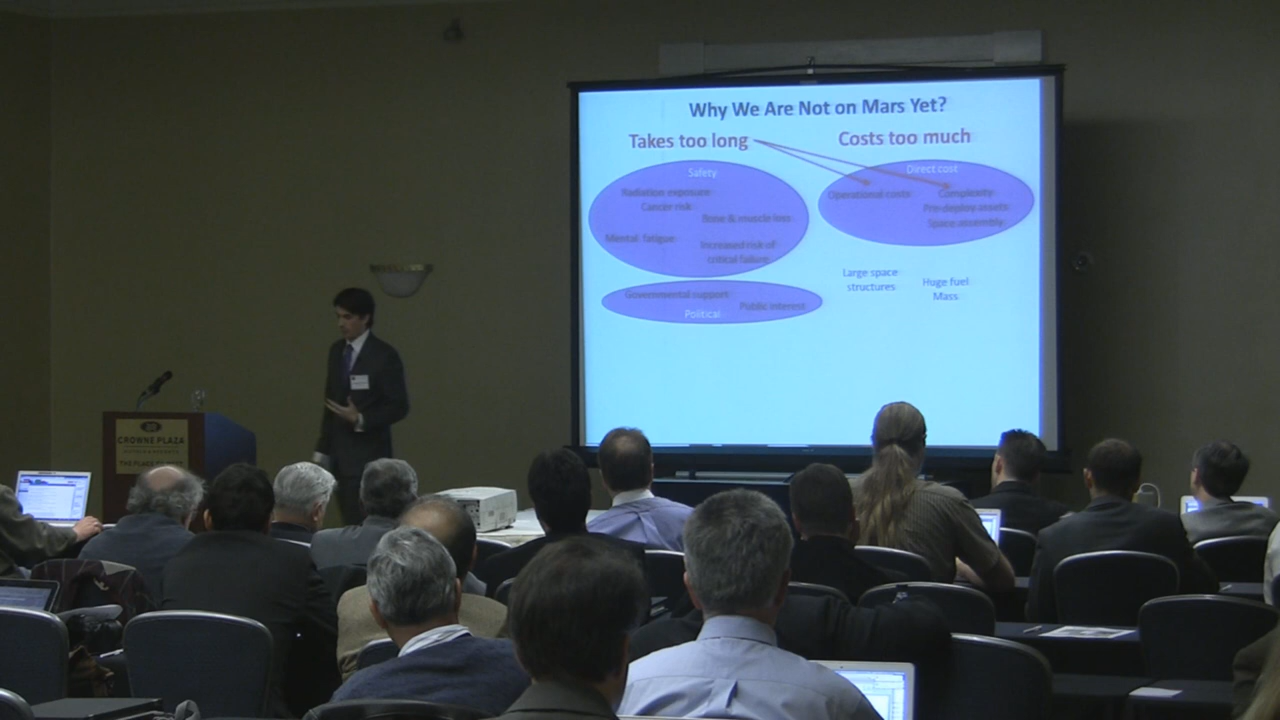 Why We Are Not on Mars Yet?
Takes too long
Costs too much
Safety
Radiation exposure
Cancer risk
Bone & muscle loss
Mental fatigue
Increased risk of
critical failure
Governmental support
Public interest
Political
Direct cost
Operational costs
Complexity
Pre-deploy assets
Space assembly
Large space
structures
Huge fuel
Mass
CROWNE PLAZA